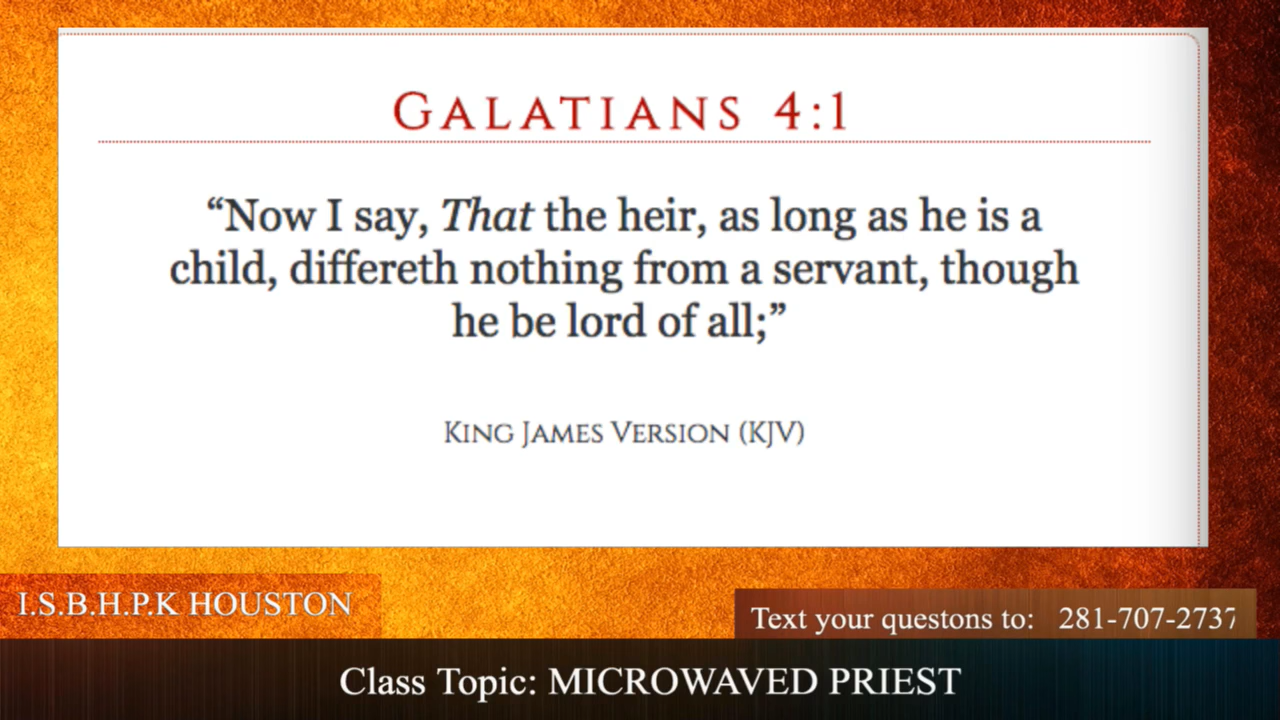 GALATIANS 4:1
“Now I say, That the heir, as long as he is a
child, differeth nothing from a servant, though
he be lord of all;”
KING JAMES VERSION (KJV)
I.S.B.H.P.K HOUSTON
Text your questons to: 281-707-2737
Class Topic: MICROWAVED PRIEST